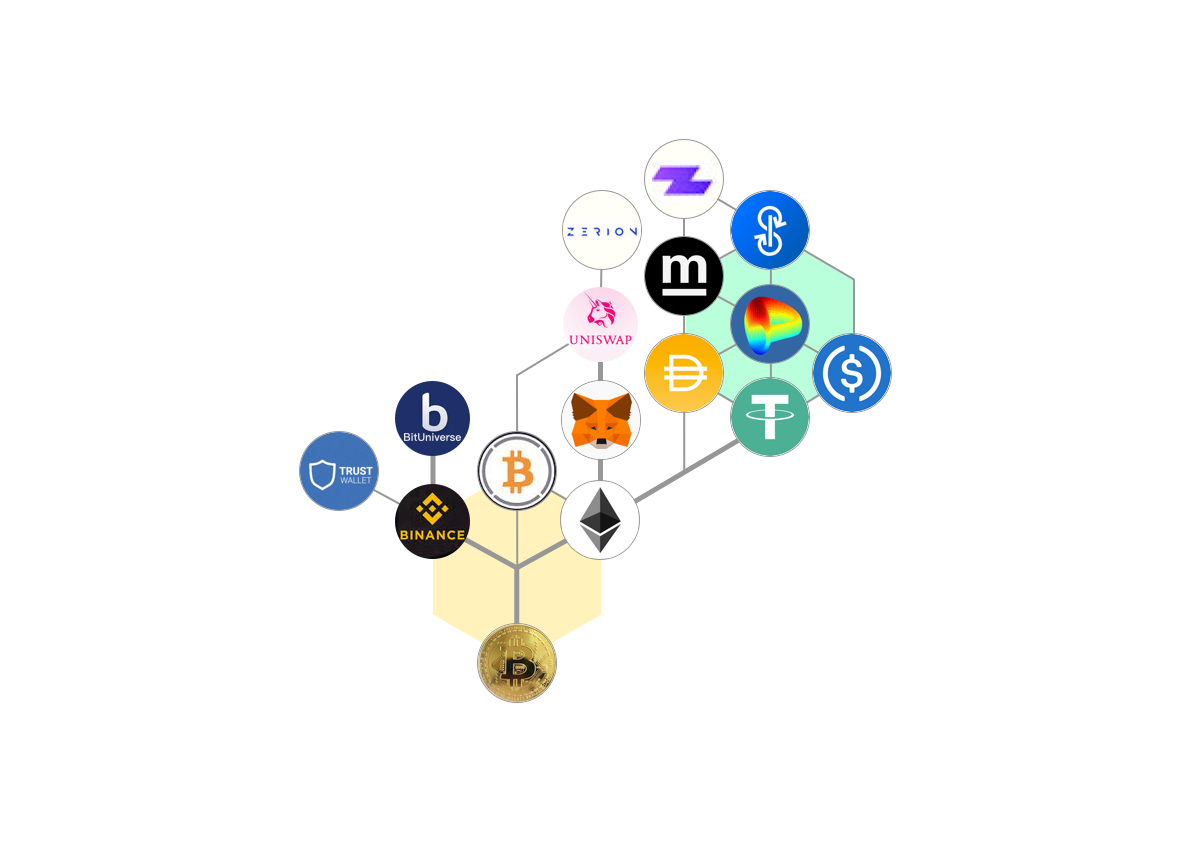 ZERION
m
UNISWAP
b
BitUniverse
TRUST
WALLET
BINANCE